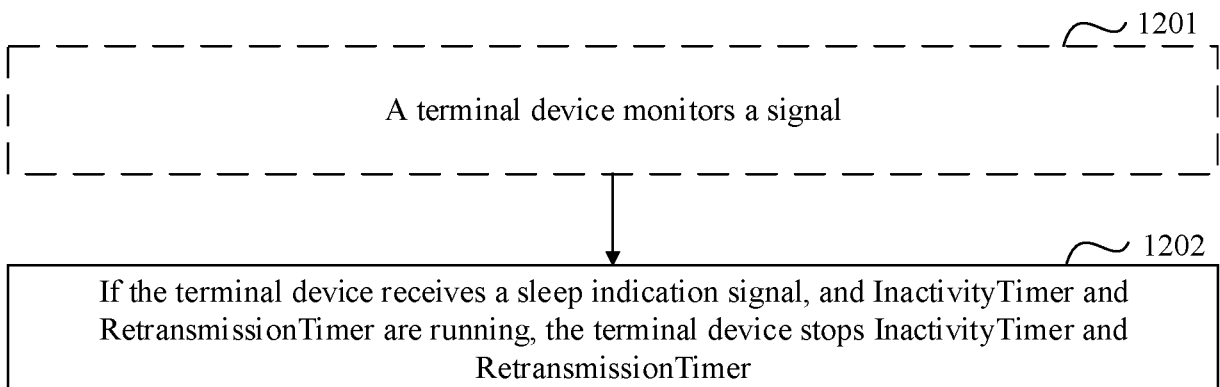 1201
A terminal device monitors a signal
1202
If the terminal device receives a sleep indication signal, and InactivityTimer and
RetransmissionTimer are running, the terminal device stops InactivityTimer and
RetransmissionTimer